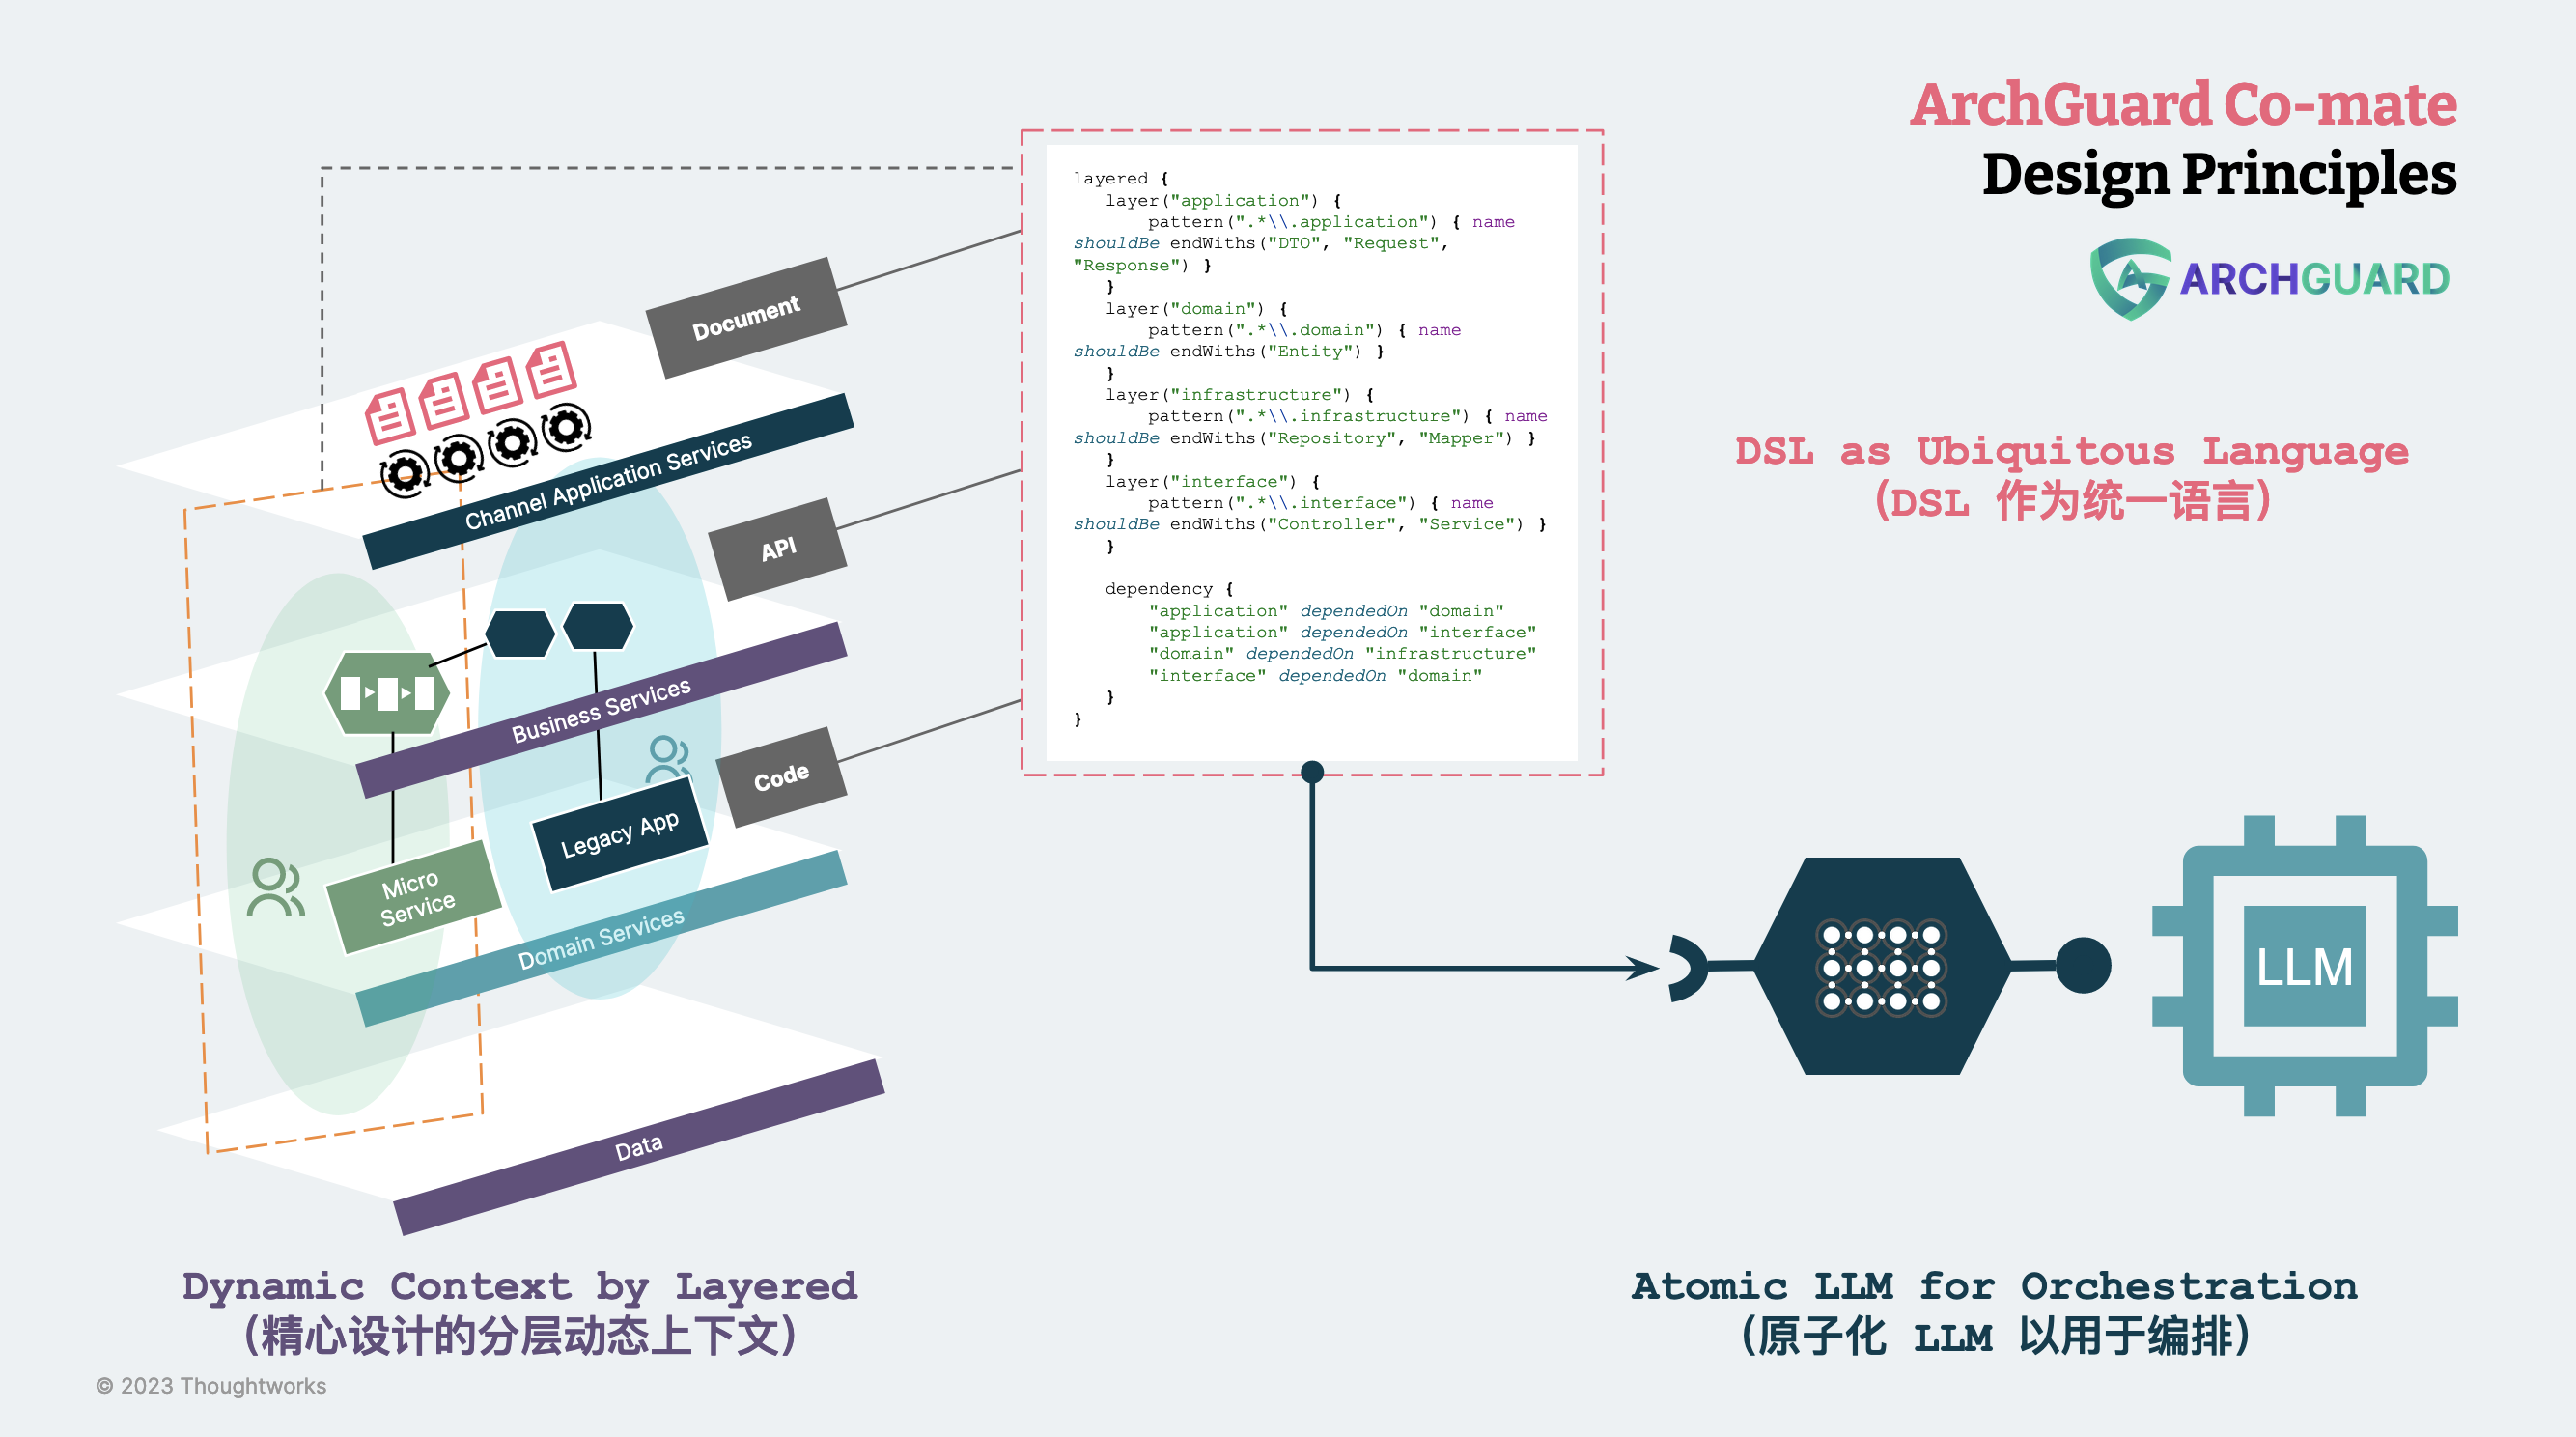 ArchGuard Co-mate
Design Principles
ARCHGUARD
DSL as Ubiquitous Language
(DSL 作为统一语言)
layered {
layer("application") {
pattern(".*\\.application") { name
shouldBe endWiths("DTO", "Request",
"Response") }
}
layer("domain") {
pattern(".*\\.domain") { name
shouldBe endWiths("Entity") }
}
layer("infrastructure") {
pattern(".*\\.infrastructure") { name
shouldBe endWiths("Repository", "Mapper") }
}
layer("interface") {
pattern(".*\\.interface") { name
shouldBe endWiths("Controller", "Service") }
}
dependency {
"application" dependedOn "domain"
"application" dependedOn "interface"
"domain" dependedOn "infrastructure"
"interface" dependedOn "domain"
}
}
Document
Channel Application Services
API
Business Services
Code
Legacy App
Micro
Service
Domain Services
Data
LLM
Dynamic Context by Layered
(精心设计的分层动态上下文)
Atomic LLM for Orchestration
(原子化 LLM 以用于编排)
© 2023 Thoughtworks